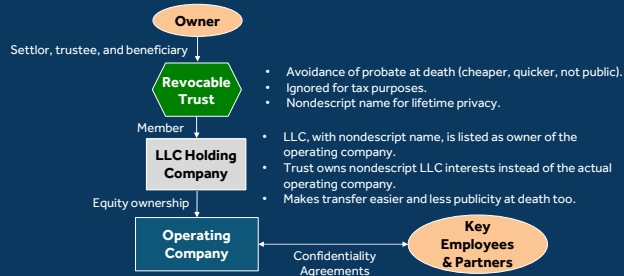 Owner
Settlor, trustee, and beneficiary
Revocable
Trust
• Avoidance of probate at death (cheaper, quicker, not public).
• Ignored for tax purposes.
• Nondescript name for lifetime privacy.
Member
LLC Holding
Company
• LLC, with nondescript name, is listed as owner of the
operating company.
• Trust owns nondescript LLC interests instead of the actual
operating company.
• Makes transfer easier and less publicity at death too.
Equity ownership
Operating
Company
Confidentiality
Agreements
Key
Employees
& Partners